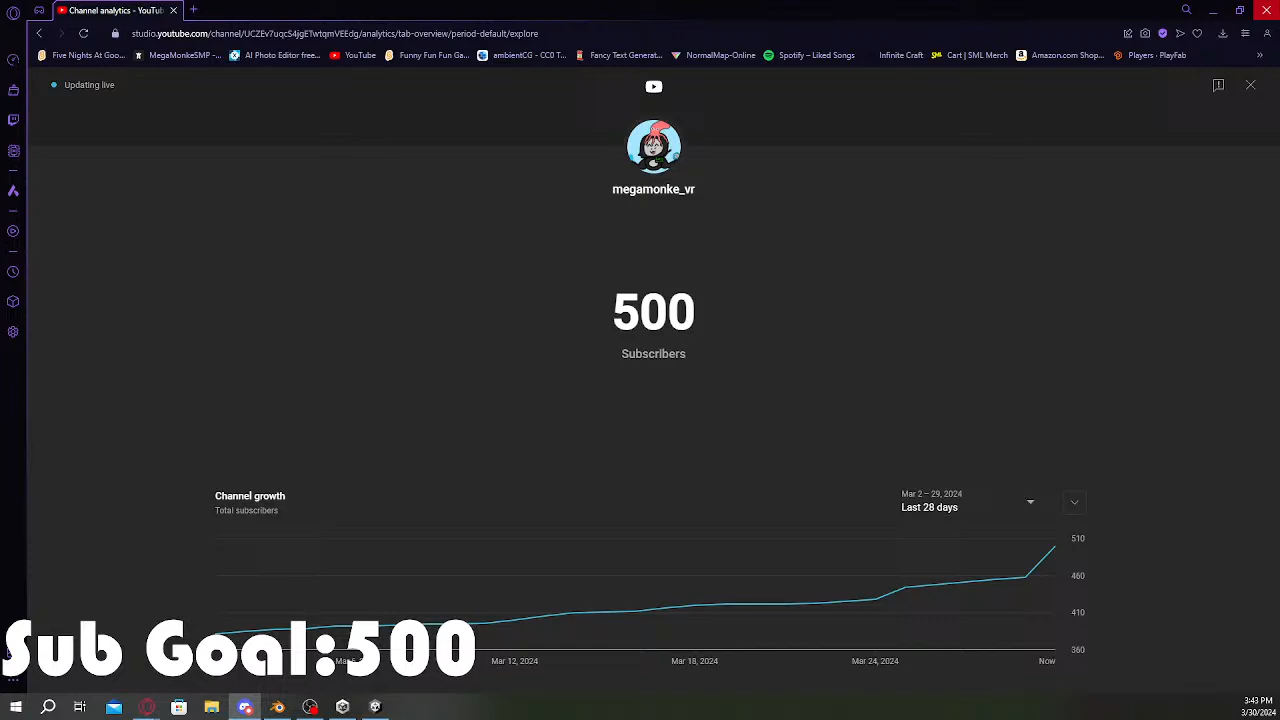 Channel analytics - YouTub
studio.youtube.com/channel/UCZEv7uqcS4jgETwtqmVEEdg/analytics/tab-overview/period-default/explore
Five Nights At Goo...
MegaMonkeSMP - ...
AI Photo Editor free...
YouTube
Funny Fun Fun Ga...
ambientCG - CC0 T...
Fancy Text Generat...
NormalMap-Online
Spotify – Liked Songs
Infinite Craft
Cart | SML Merch
Amazon.com Shop...
Players · PlayFab
Updating live
megamonke_vr
500
Subscribers
Channel growth
Total subscribers
Mar 2 – 29, 2024
Last 28 days
510
460
410
360
Mar 12, 2024
Mar 18, 2024
Mar 24, 2024
Now
Sub Goal:500
3:43 PM
3/30/2024